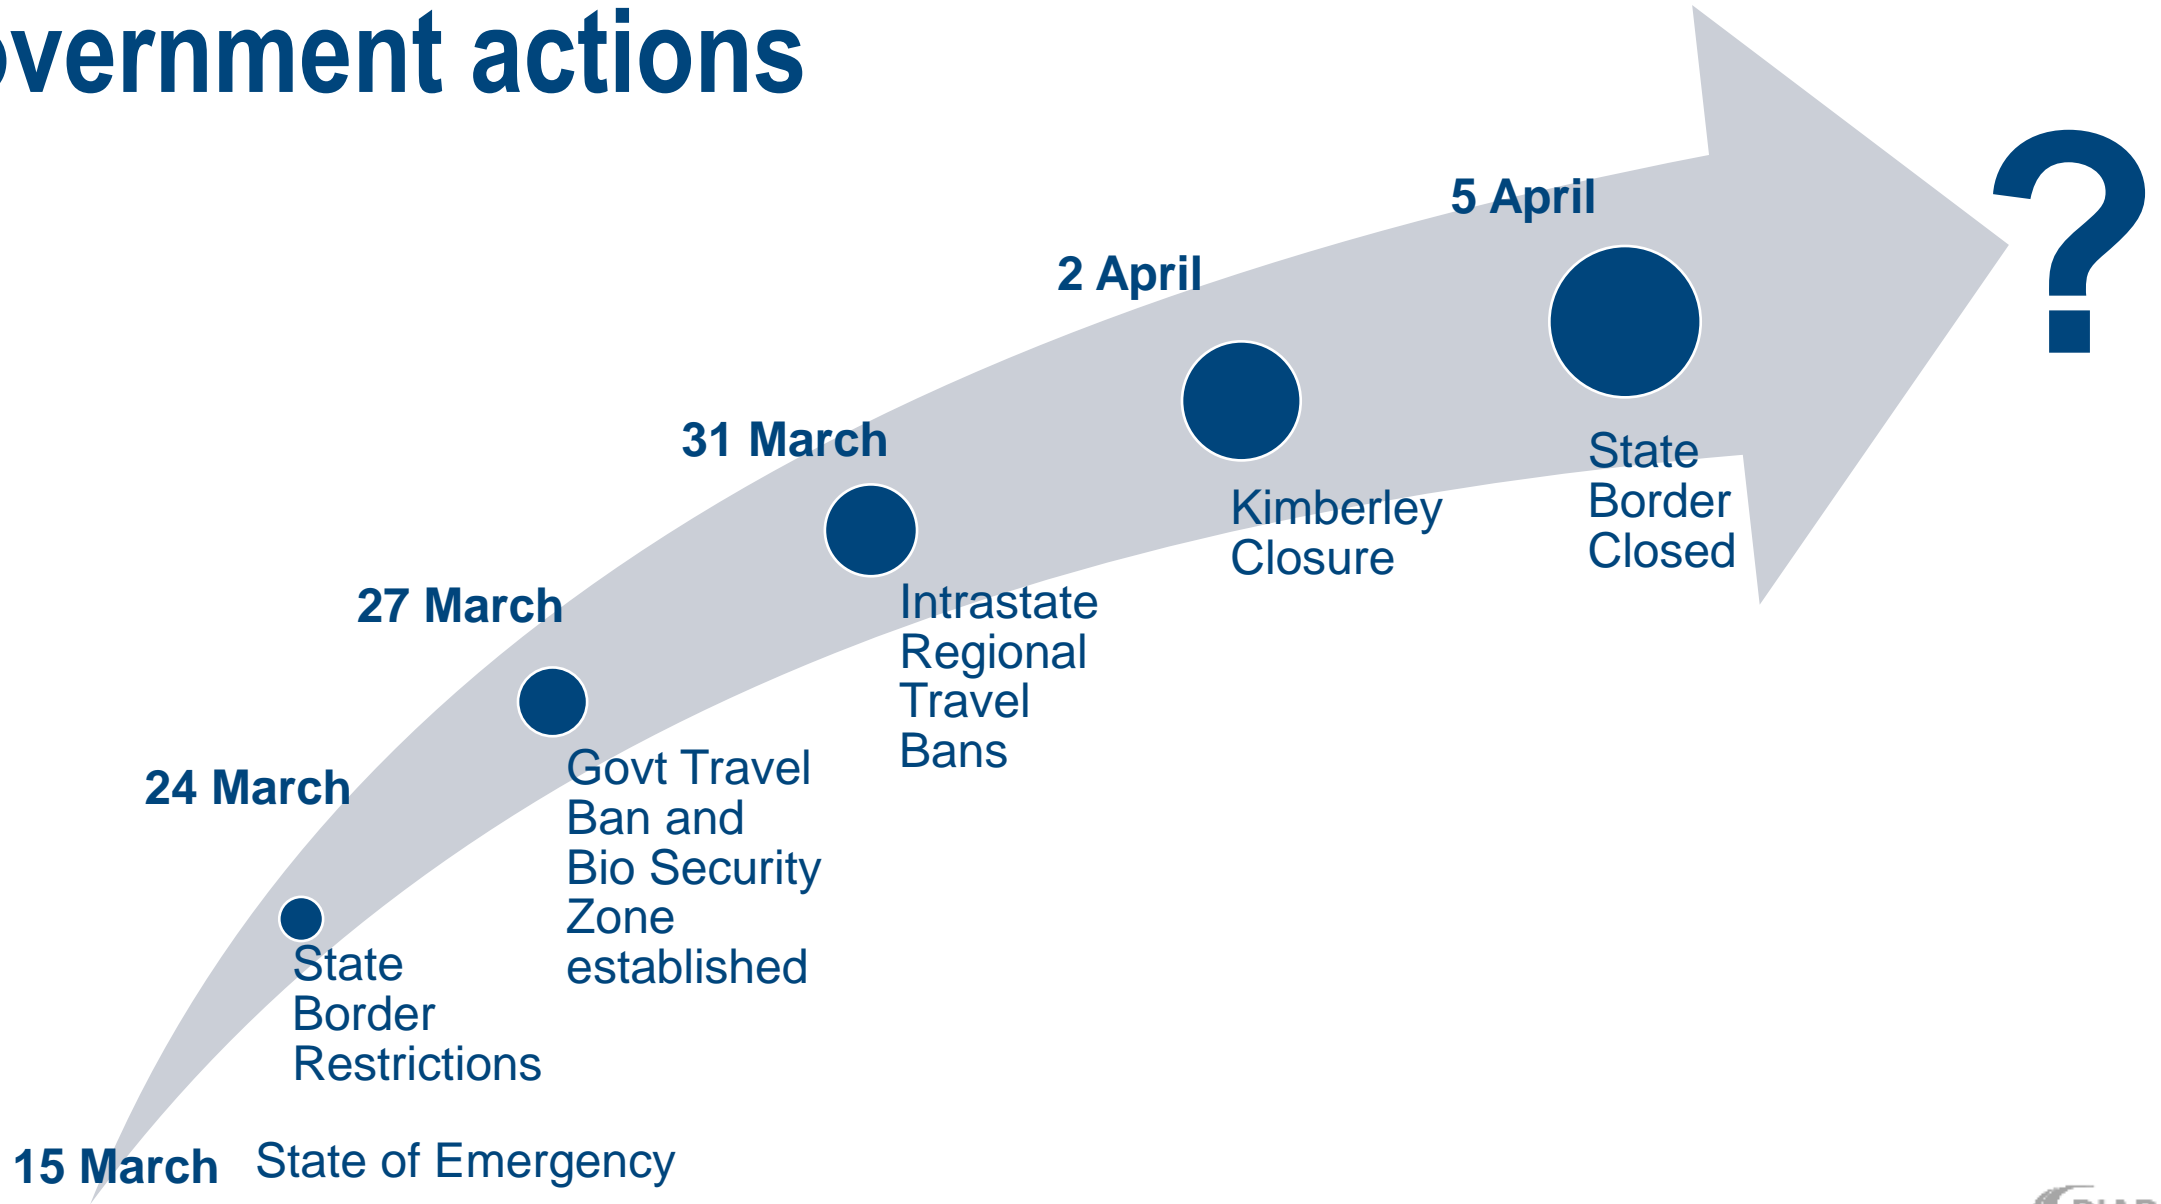 vernment actions
?
5 April
State
Border
Closed
2 April
Kimberley
Closure
31 March
Intrastate
Regional
Travel
Bans
27 March
Govt Travel
Ban and
Bio Security
Zone
established
24 March
State
Border
Restrictions
15 March State of Emergency